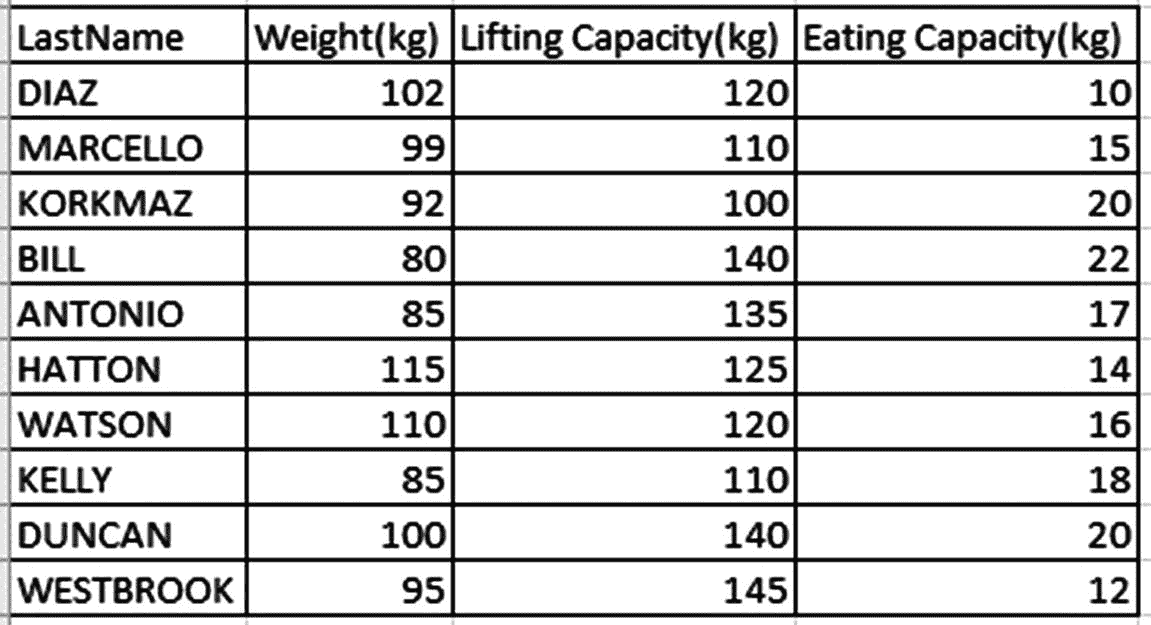 LastName Weight(kg) Lifting Capacity(kg) Eating Capacity(kg)
DIAZ 102 120 10
MARCELLO 99 110 15
KORKMAZ 92 100 20
BILL 80 140 22
ANTONIO 85 135 17
HATTON 115 125 14
WATSON 110 120 16
KELLY 85 110 18
DUNCAN 100 140 20
WESTBROOK 95 145 12